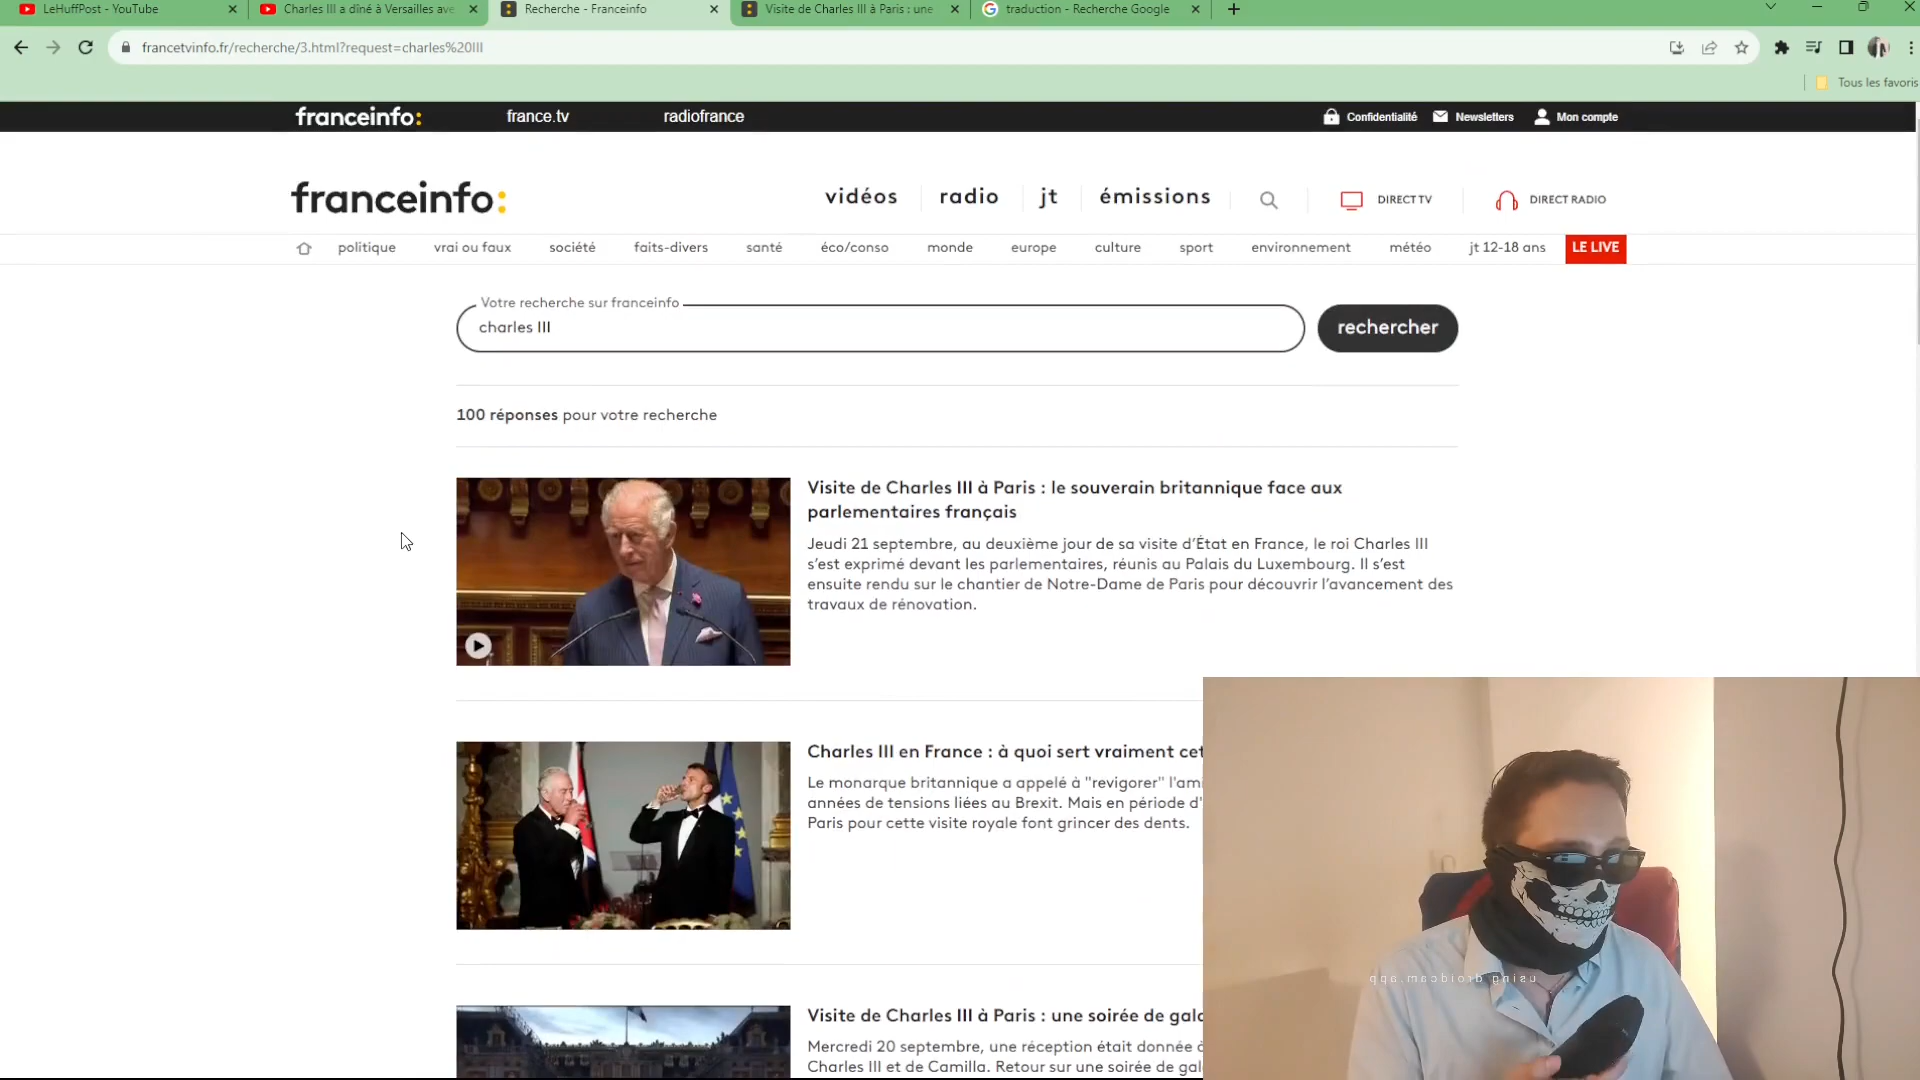 LeHuffPost - YouTube
Charles III a dîné à Versailles ave
Recherche - Franceinfo
Visite de Charles III à Paris : une
traduction - Recherche Google
francetvinfo.fr/recherche/3.html?request=charles%20III
Tous les favoris
franceinfo: france.tv radiofrance Confidentialité Newsletters Mon compte
franceinfo: vidéos radio jt émissions DIRECT TV DIRECT RADIO
politique vrai ou faux société faits-divers santé éco/conso monde europe culture sport environnement météo jt 12-18 ans LE LIVE
Votre recherche sur franceinfo
charles III
rechercher
100 réponses pour votre recherche
Visite de Charles III à Paris : le souverain britannique face aux
parlementaires français
Jeudi 21 septembre, au deuxième jour de sa visite d'État en France, le roi Charles III
s'est exprimé devant les parlementaires, réunis au Palais du Luxembourg. Il s'est
ensuite rendu sur le chantier de Notre-Dame de Paris pour découvrir l'avancement des
travaux de rénovation.
Charles III en France : à quoi sert vraiment cet
Le monarque britannique a appelé à "revigorer" l'ami
années de tensions liées au Brexit. Mais en période d'
Paris pour cette visite royale font grincer des dents.
Visite de Charles III à Paris : une soirée de gala
Mercredi 20 septembre, une réception était donnée à
Charles III et de Camilla. Retour sur une soirée de gal
using droidcam.app